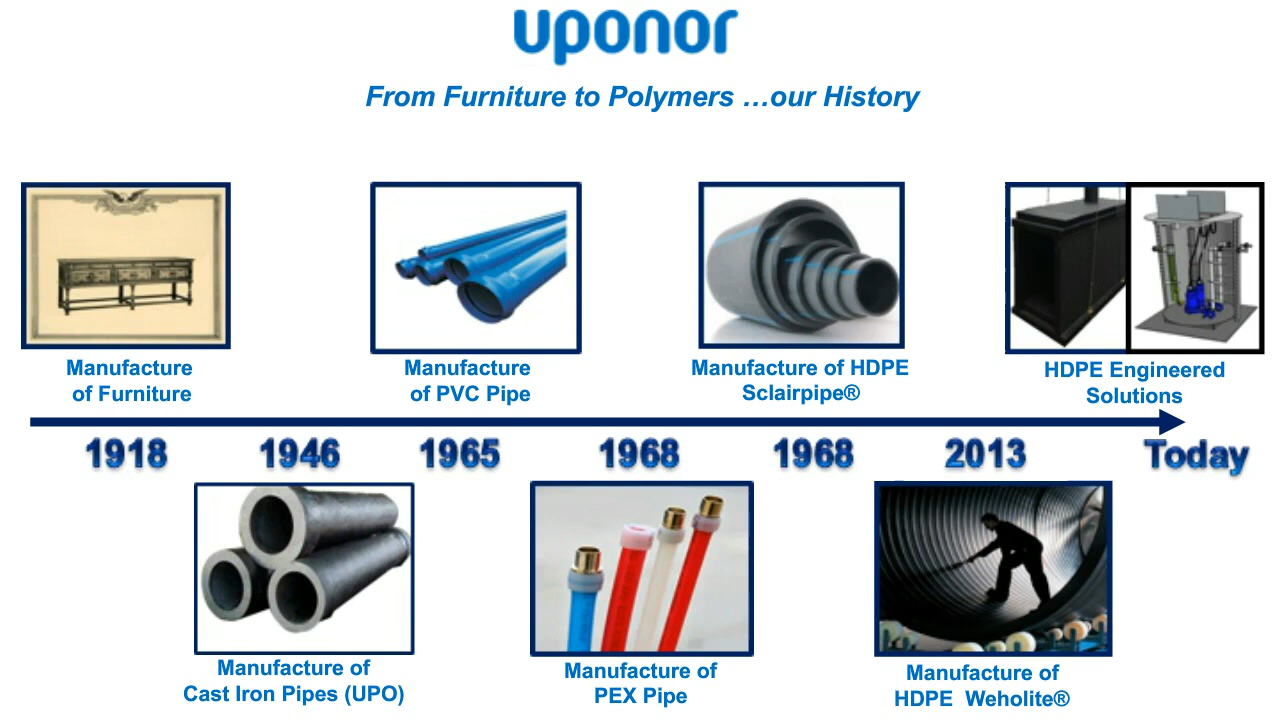 uponor
From Furniture to Polymers ...our History
Manufacture
of Furniture
Manufacture
of PVC Pipe
Manufacture of HDPE
Sclairpipe®
HDPE Engineered
Solutions
1918 1946 1965 1968 1968 2013 Today
Manufacture of
Cast Iron Pipes (UPO)
Manufacture of
PEX Pipe
Manufacture of
HDPE Weholite®